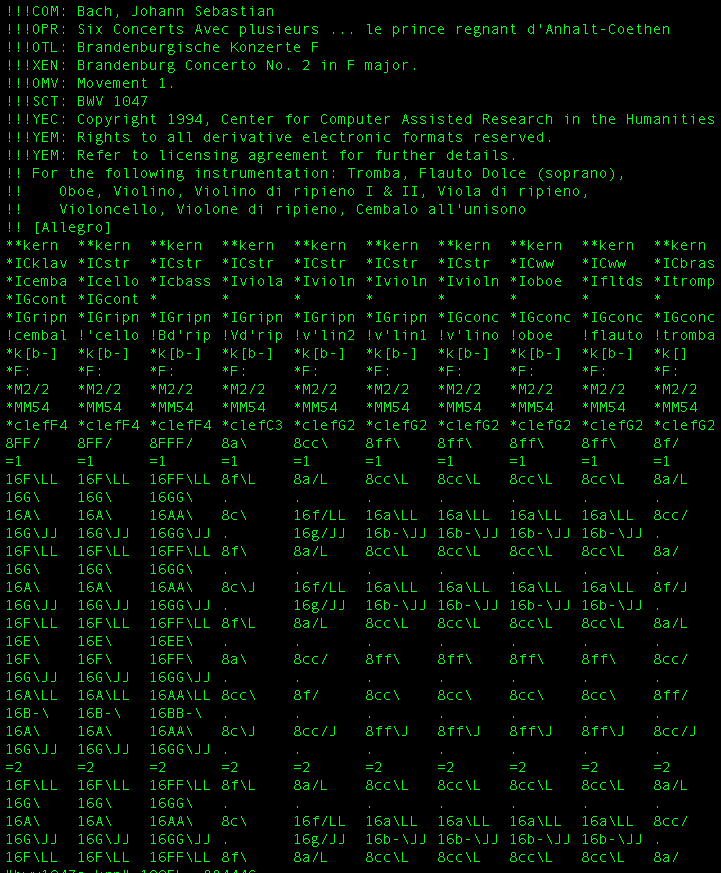 !!!COM: Bach, Johann Sebastian
!!!OPR: Six Concerts Avec plusieurs ... le prince regnant d'Anhalt-Coethen
!!!OTL: Brandenburgische Konzerte F
!!!XEN: Brandenburg Concerto No. 2 in F major.
!!!OMV: Movement 1.
!!!SCT: BWV 1047
!!!YEC: Copyright 1994, Center for Computer Assisted Research in the Humanities
!!!YEM: Rights to all derivative electronic formats reserved.
!!!YEM: Refer to licensing agreement for further details.
!! For the following instrumentation: Tromba, Flauto Dolce (soprano),
!!    Oboe, Violino, Violino di ripieno I & II, Viola di ripieno,
!!    Violoncello, Violone di ripieno, Cembalo all'unisono
!! [Allegro]
**kern **kern **kern **kern **kern **kern **kern **kern **kern **kern
*ICklav *ICstr *ICstr *ICstr *ICstr *ICstr *ICstr *ICww *ICww *ICbras
*Icemba *Icello *Icbass *Iviola *Ivioln *Ivioln *Ivioln *Ioboe *Ifltds *Itromp
*IGcont *IGcont * * * * * * * *
*IGripn *IGripn *IGripn *IGripn *IGripn *IGripn *IGconc *IGconc *IGconc *IGconc
!cembal !'cello !Bd'rip !Vd'rip !v'lin2 !v'lin1 !v'lino !oboe !flauto !tromba
*k[b-] *k[b-] *k[b-] *k[b-] *k[b-] *k[b-] *k[b-] *k[b-] *k[b-] *k[]
*F: *F: *F: *F: *F: *F: *F: *F: *F: *F:
*M2/2 *M2/2 *M2/2 *M2/2 *M2/2 *M2/2 *M2/2 *M2/2 *M2/2 *M2/2
*MM54 *MM54 *MM54 *MM54 *MM54 *MM54 *MM54 *MM54 *MM54 *MM54
*clefF4 *clefF4 *clefF4 *clefC3 *clefG2 *clefG2 *clefG2 *clefG2 *clefG2 *clefG2
8FF/ 8FF/ 8FFF/ 8a\ 8cc\ 8ff\ 8ff\ 8ff\ 8ff\ 8f/
=1 =1 =1 =1 =1 =1 =1 =1 =1 =1
16F\LL 16F\LL 16FF\LL 8f\L 8a/L 8cc\L 8cc\L 8cc\L 8cc\L 8a/L
16G\ 16G\ 16GG\ . . . . . . .
16A\ 16A\ 16AA\ 8c\ 16f/LL 16a\LL 16a\LL 16a\LL 16a\LL 8cc/
16G\JJ 16G\JJ 16GG\JJ . 16g/JJ 16b-\JJ 16b-\JJ 16b-\JJ 16b-\JJ .
16F\LL 16F\LL 16FF\LL 8f\ 8a/L 8cc\L 8cc\L 8cc\L 8cc\L 8a/
16G\ 16G\ 16GG\ . . . . . . .
16A\ 16A\ 16AA\ 8c\J 16f/LL 16a\LL 16a\LL 16a\LL 16a\LL 8f/J
16G\JJ 16G\JJ 16GG\JJ . 16g/JJ 16b-\JJ 16b-\JJ 16b-\JJ 16b-\JJ .
16F\LL 16F\LL 16FF\LL 8f\L 8a/L 8cc\L 8cc\L 8cc\L 8cc\L 8a/L
16E\ 16E\ 16EE\ . . . . . . .
16F\ 16F\ 16FF\ 8a\ 8cc/ 8ff\ 8ff\ 8ff\ 8ff\ 8cc/
16G\JJ 16G\JJ 16GG\JJ . . . . . . .
16A\LL 16A\LL 16AA\LL 8cc\ 8f/ 8cc\ 8cc\ 8cc\ 8cc\ 8ff/
16B-\ 16B-\ 16BB-\ . . . . . . .
16A\ 16A\ 16AA\ 8c\J 8cc/J 8ff\J 8ff\J 8ff\J 8ff\J 8cc/J
16G\JJ 16G\JJ 16GG\JJ . . . . . . .
=2 =2 =2 =2 =2 =2 =2 =2 =2 =2
16F\LL 16F\LL 16FF\LL 8f\L 8a/L 8cc\L 8cc\L 8cc\L 8cc\L 8a/L
16G\ 16G\ 16GG\ . . . . . . .
16A\ 16A\ 16AA\ 8c\ 16f/LL 16a\LL 16a\LL 16a\LL 16a\LL 8cc/
16G\JJ 16G\JJ 16GG\JJ . 16g/JJ 16b-\JJ 16b-\JJ 16b-\JJ 16b-\JJ .
16F\LL 16F\LL 16FF\LL 8f\ 8a/L 8cc\L 8cc\L 8cc\L 8cc\L 8a/